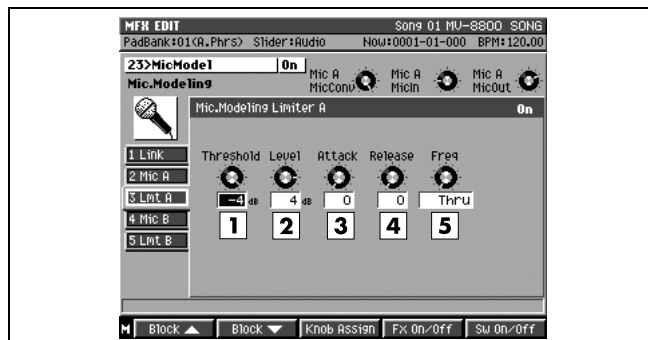 MFX EDIT Song 01 MV-8800 SONG
PadBank:01(A.Phrs) Slider:Audio Now:0001-01-000 BPM:120.00
23>MicModel On
Mic.Modeling
Mic A MicConv
Mic A MicIn
Mic A MicOut
Mic.Modeling Limiter A On
1 Link
2 Mic A
3 Lmt A
4 Mic B
5 Lmt B
Threshold Level Attack Release Freq
-4 dB 4 dB 0 0 Thru
1 2 3 4 5
M Block ▲ Block ▼ Knob Assign Fx On/Off Sw On/Off